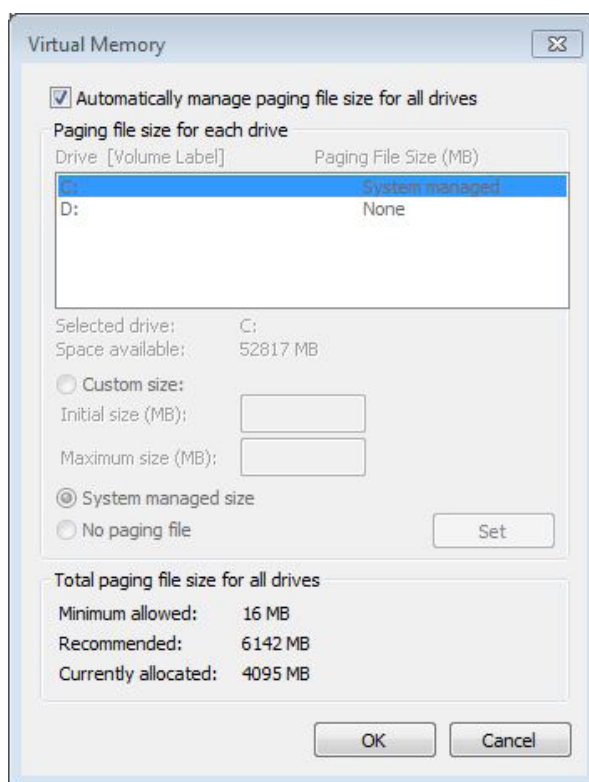 Virtual Memory
Automatically manage paging file size for all drives
Paging file size for each drive
Drive [Volume Label] Paging File Size (MB)
C: System managed
D: None
Selected drive: C:
Space available: 52817 MB
Custom size:
Initial size (MB):
Maximum size (MB):
System managed size
No paging file Set
Total paging file size for all drives
Minimum allowed: 16 MB
Recommended: 6142 MB
Currently allocated: 4095 MB
OK Cancel